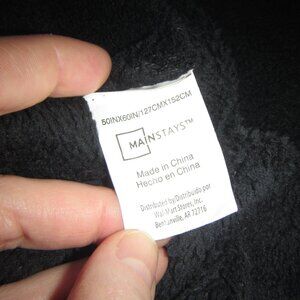 50INX60IN/127CMX152CM
MAINSTAYS™
Made in China
Hecho en China
Distributed by/Distribuido por
Wal-Mart Stores, Inc.
Bentonville, AR 72716